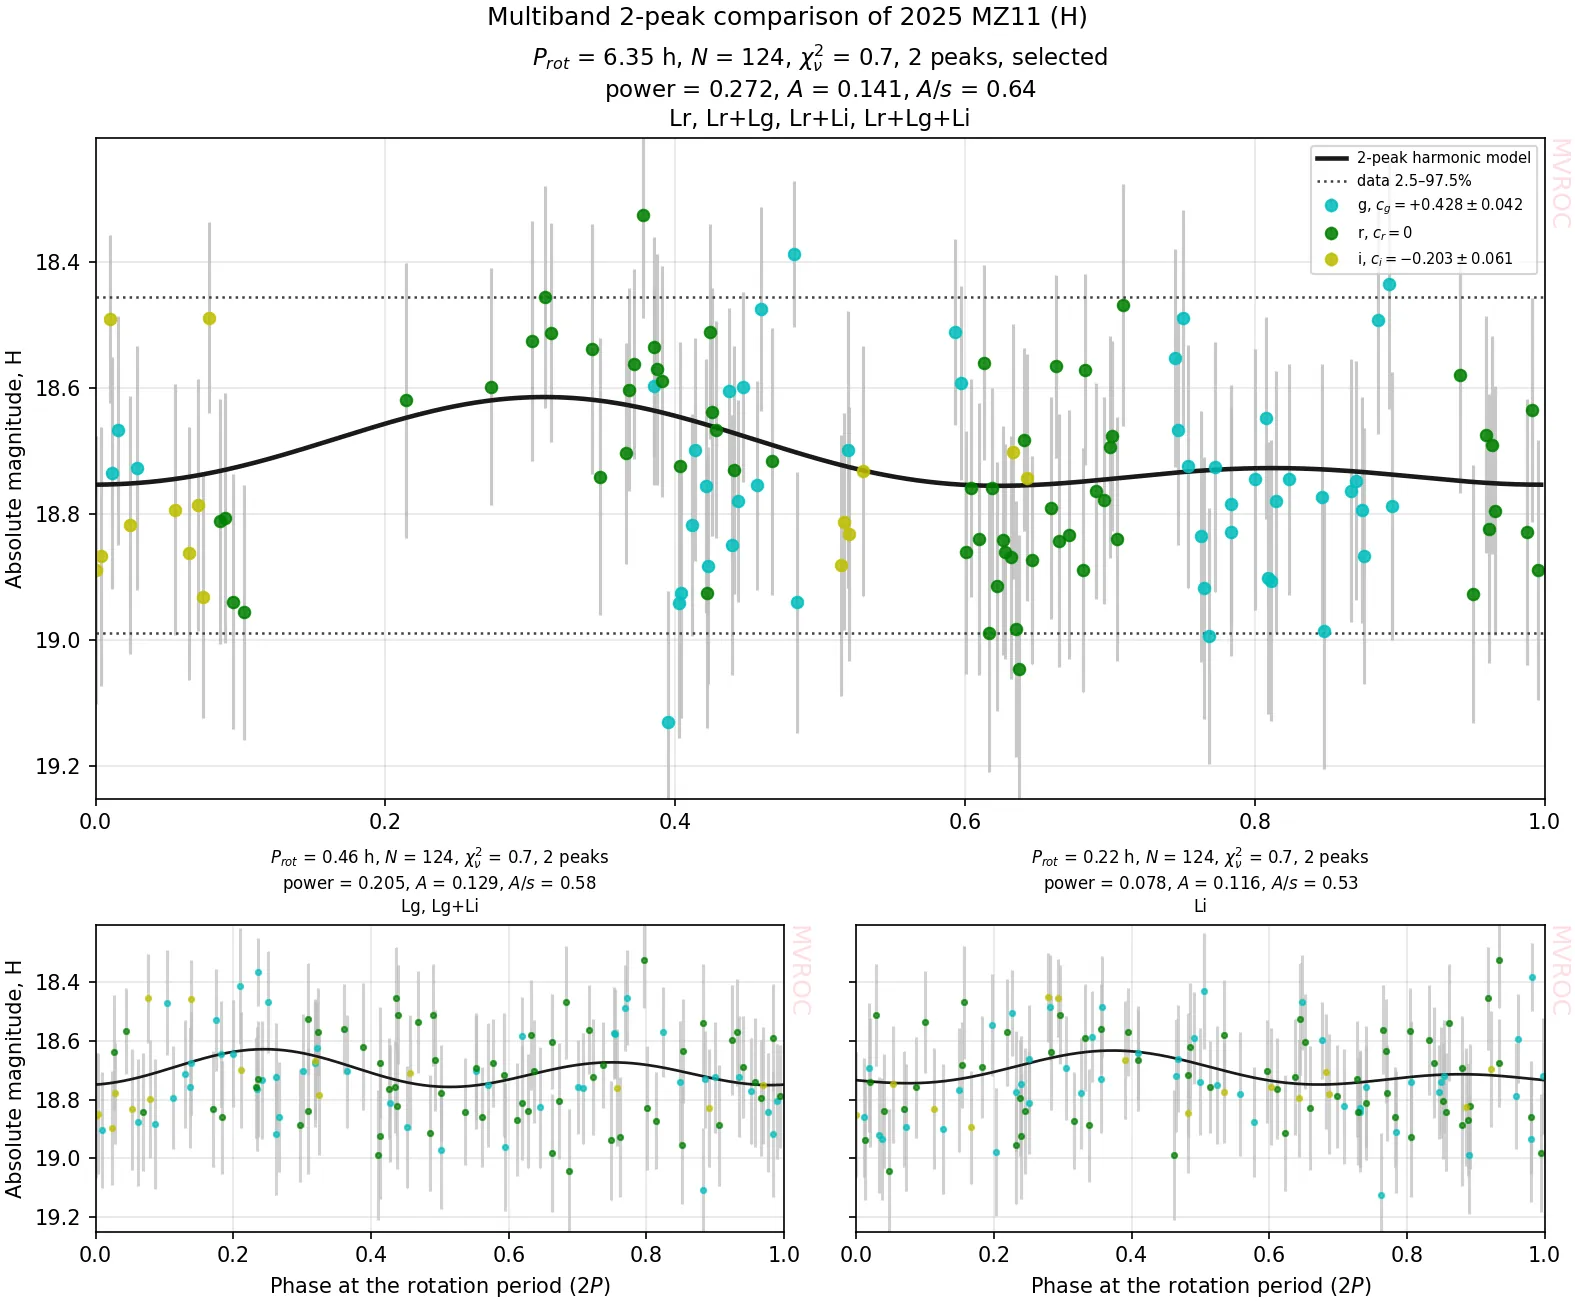 Multiband 2-peak comparison of 2025 MZ11 (H)
P_rot = 6.35 h, N = 124, χ²_ν = 0.7, 2 peaks, selected
power = 0.272, A = 0.141, A/s = 0.64
Lr, Lr+Lg, Lr+Li, Lr+Lg+Li
2-peak harmonic model
data 2.5–97.5%
g, c_g = +0.428 ± 0.042
r, c_r = 0
i, c_i = −0.203 ± 0.061
MVROC
Absolute magnitude, H
18.4
18.6
18.8
19.0
19.2
0.0 0.2 0.4 0.6 0.8 1.0
P_rot = 0.46 h, N = 124, χ²_ν = 0.7, 2 peaks
power = 0.205, A = 0.129, A/s = 0.58
Lg, Lg+Li
MVROC
Absolute magnitude, H
18.4
18.6
18.8
19.0
19.2
0.0 0.2 0.4 0.6 0.8 1.0
Phase at the rotation period (2P)
P_rot = 0.22 h, N = 124, χ²_ν = 0.7, 2 peaks
power = 0.078, A = 0.116, A/s = 0.53
Li
MVROC
0.0 0.2 0.4 0.6 0.8 1.0
Phase at the rotation period (2P)